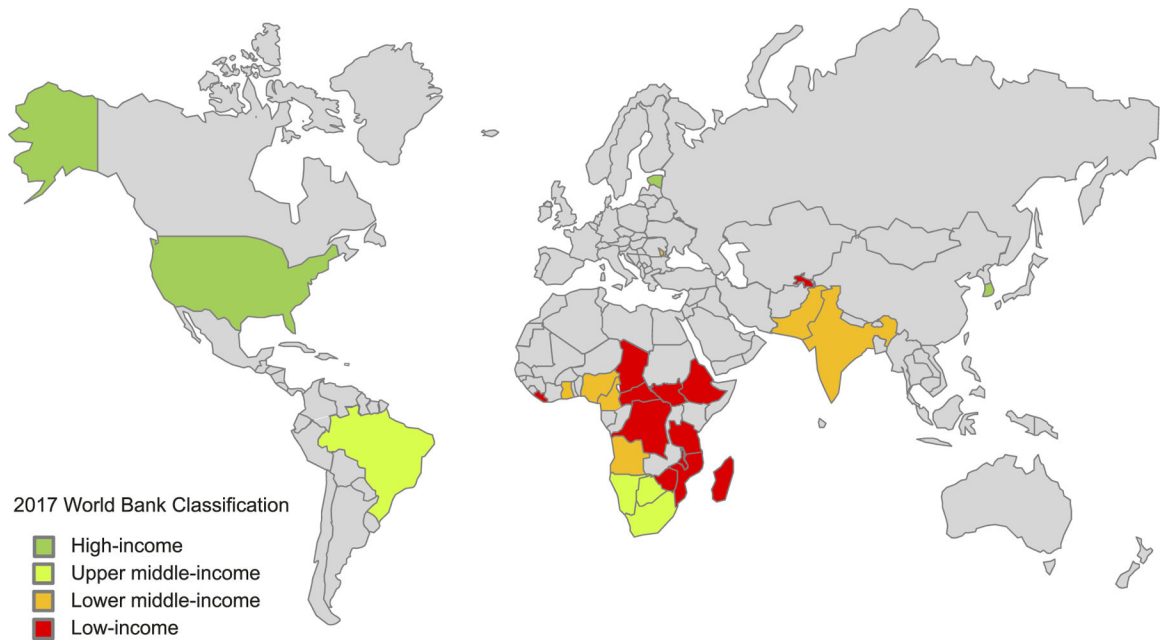 2017 World Bank Classification
High-income
Upper middle-income
Lower middle-income
Low-income